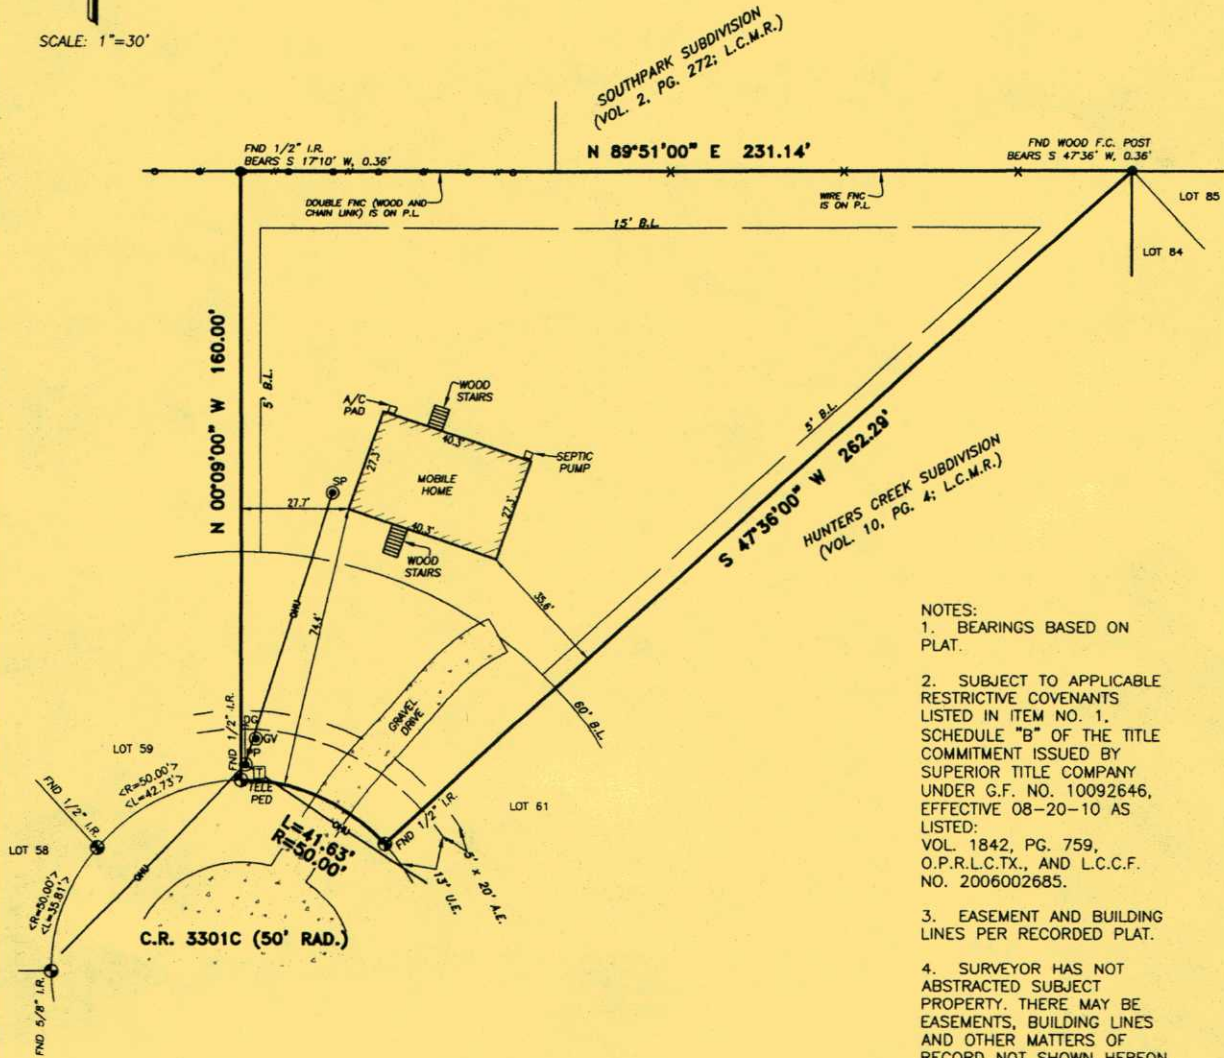 SCALE: 1"=30'
SOUTHPARK SUBDIVISION
(VOL. 2, PG. 272; L.C.M.R.)
FND 1/2" I.R.
BEARS S 17°10' W, 0.36'
N 89°51'00" E 231.14'
FND WOOD F.C. POST
BEARS S 47°36' W, 0.36'
DOUBLE FNC (WOOD AND
CHAIN LINK) IS ON P.L.
WIRE FNC
IS ON P.L.
LOT 85
15' B.L.
LOT 84
N 00°09'00" W 160.00'
5' B.L.
A/C
PAD
WOOD
STAIRS
40.3'
27.3'
SEPTIC
PUMP
MOBILE
HOME
27.3'
27.7'
40.3'
WOOD
STAIRS
5' B.L.
S 47°36'00" W 262.29'
HUNTERS CREEK SUBDIVISION
(VOL. 10, PG. 4; L.C.M.R.)
OHU
74.4'
35.6'
60' B.L.
GRAVEL
DRIVE
FND 1/2" I.R.
GV
PP
T
TELE
PED
LOT 59
<R=50.00'>
<L=42.73'>
FND 1/2" I.R.
LOT 58
OHU
<R=50.00'>
<L=35.81'>
FND 5/8" I.R.
OHU
L=41.63'
R=50.00'
FND 1/2" I.R.
LOT 61
5' x 20' A.E.
13' U.E.
C.R. 3301C (50' RAD.)
NOTES:
1. BEARINGS BASED ON
PLAT.
2. SUBJECT TO APPLICABLE
RESTRICTIVE COVENANTS
LISTED IN ITEM NO. 1,
SCHEDULE "B" OF THE TITLE
COMMITMENT ISSUED BY
SUPERIOR TITLE COMPANY
UNDER G.F. NO. 10092646,
EFFECTIVE 08-20-10 AS
LISTED:
VOL. 1842, PG. 759,
O.P.R.L.C.TX., AND L.C.C.F.
NO. 2006002685.
3. EASEMENT AND BUILDING
LINES PER RECORDED PLAT.
4. SURVEYOR HAS NOT
ABSTRACTED SUBJECT
PROPERTY. THERE MAY BE
EASEMENTS, BUILDING LINES
AND OTHER MATTERS OF
RECORD NOT SHOWN HEREON